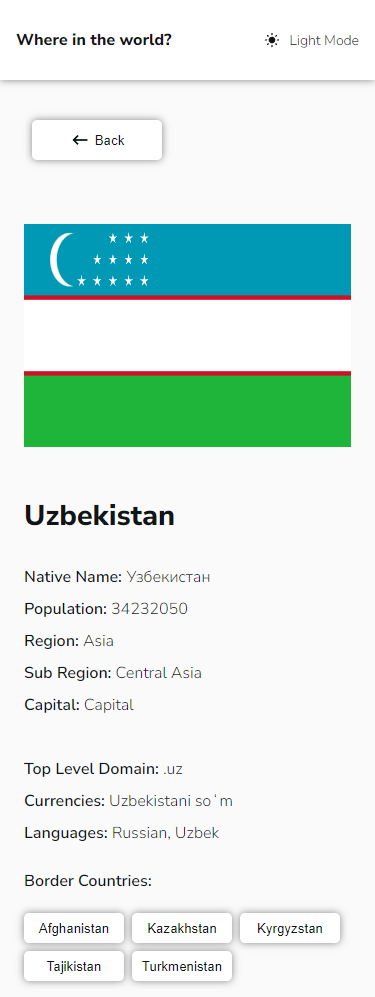 Where in the world? Light Mode
Back
Uzbekistan
Native Name: Узбекистан
Population: 34232050
Region: Asia
Sub Region: Central Asia
Capital: Capital
Top Level Domain: .uz
Currencies: Uzbekistani soʻm
Languages: Russian, Uzbek
Border Countries:
Afghanistan Kazakhstan Kyrgyzstan
Tajikistan Turkmenistan